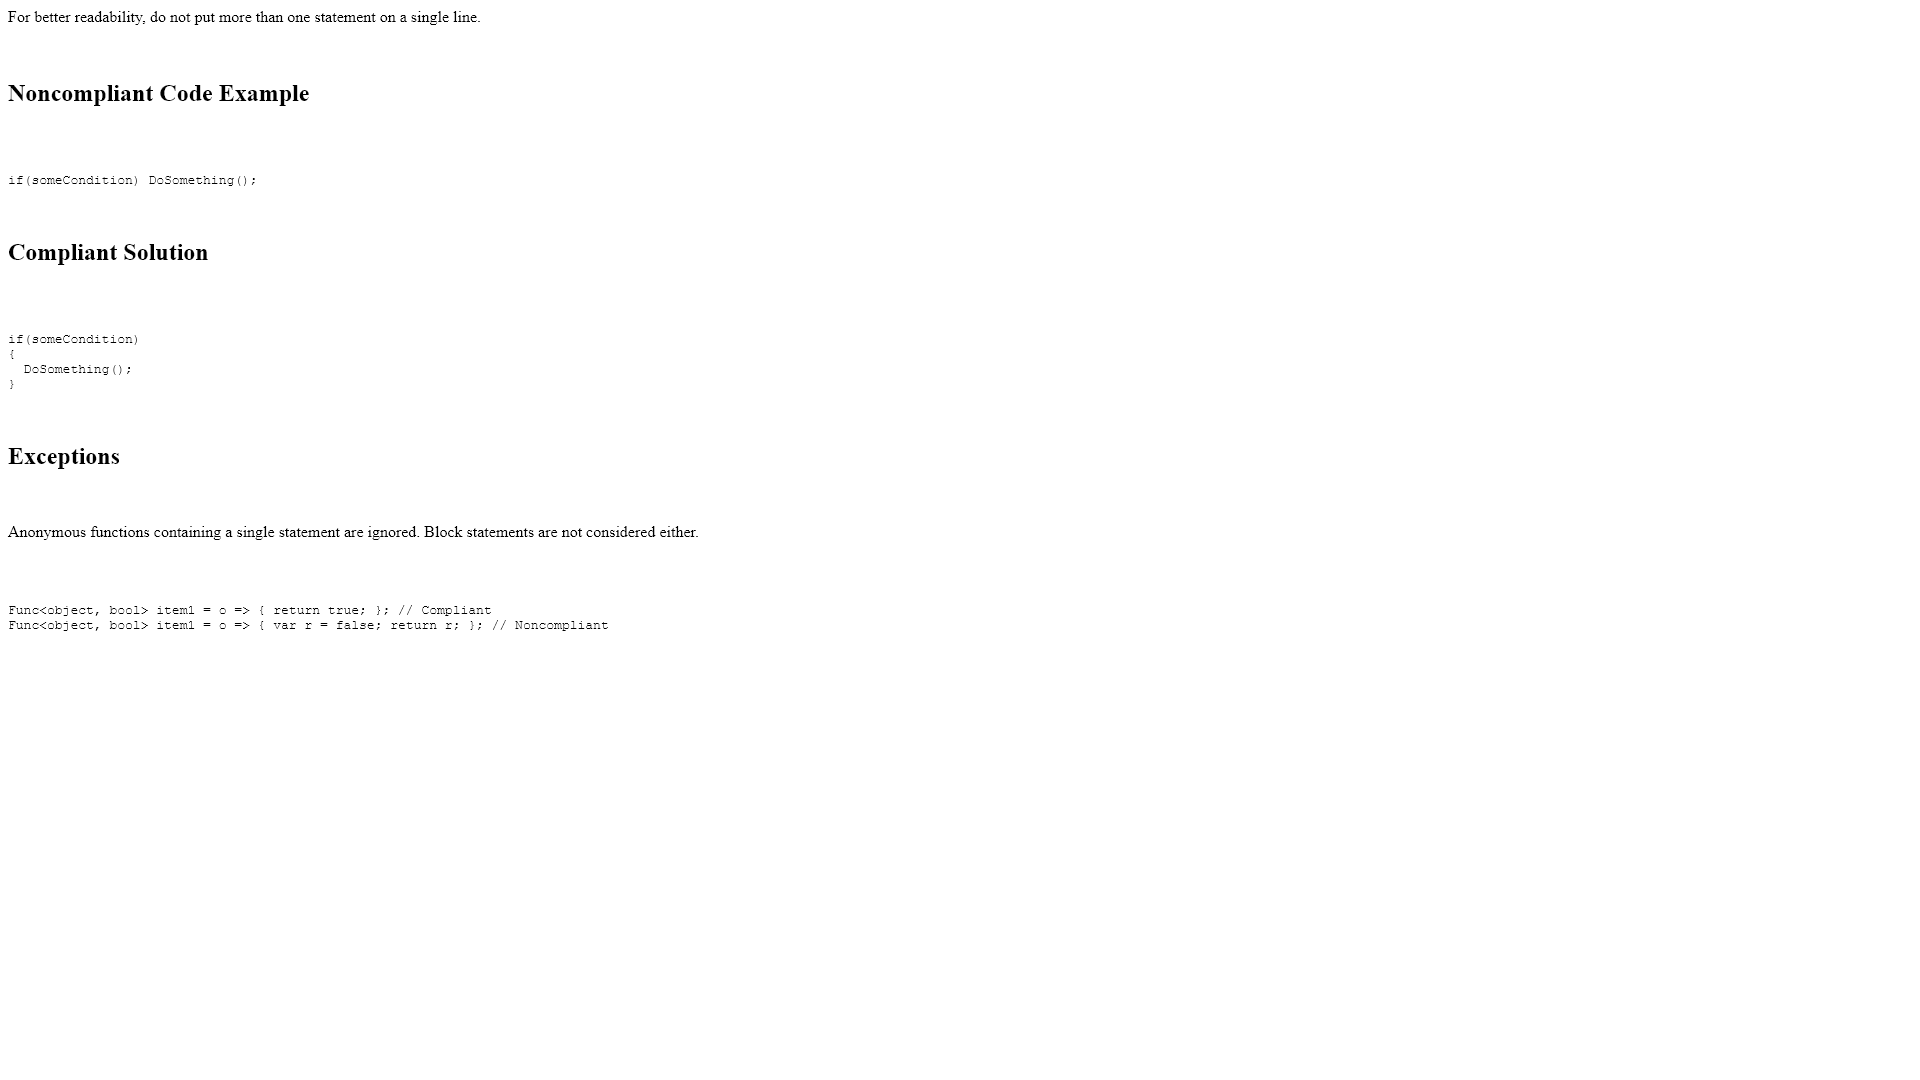 For better readability, do not put more than one statement on a single line.
Noncompliant Code Example
if(someCondition) DoSomething();
Compliant Solution
if(someCondition)
{
  DoSomething();
}
Exceptions
Anonymous functions containing a single statement are ignored. Block statements are not considered either.
Func<object, bool> item1 = o => { return true; }; // Compliant
Func<object, bool> item1 = o => { var r = false; return r; }; // Noncompliant